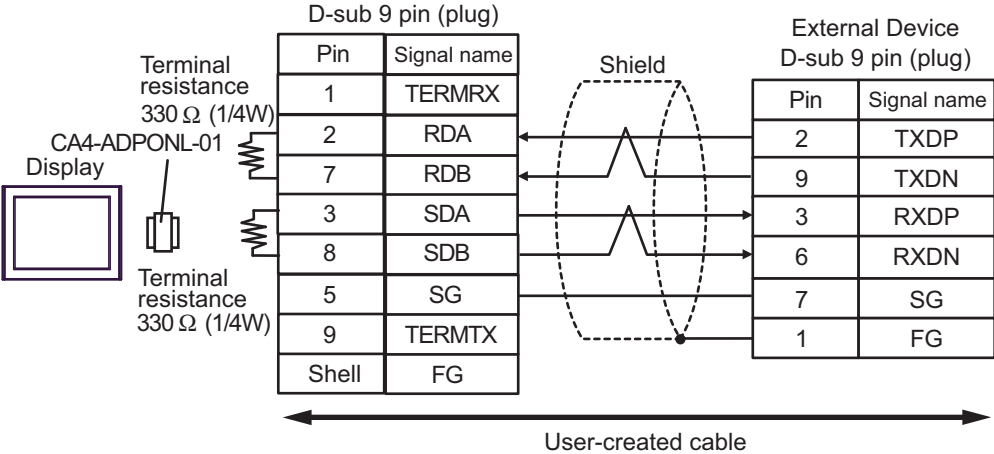 D-sub 9 pin (plug)
Pin Signal name
1 TERMRX
2 RDA
7 RDB
3 SDA
8 SDB
5 SG
9 TERMTX
Shell FG
Terminal
resistance
330 Ω (1/4W)
CA4-ADPONL-01
Display
Terminal
resistance
330 Ω (1/4W)
Shield
External Device
D-sub 9 pin (plug)
Pin Signal name
2 TXDP
9 TXDN
3 RXDP
6 RXDN
7 SG
1 FG
User-created cable